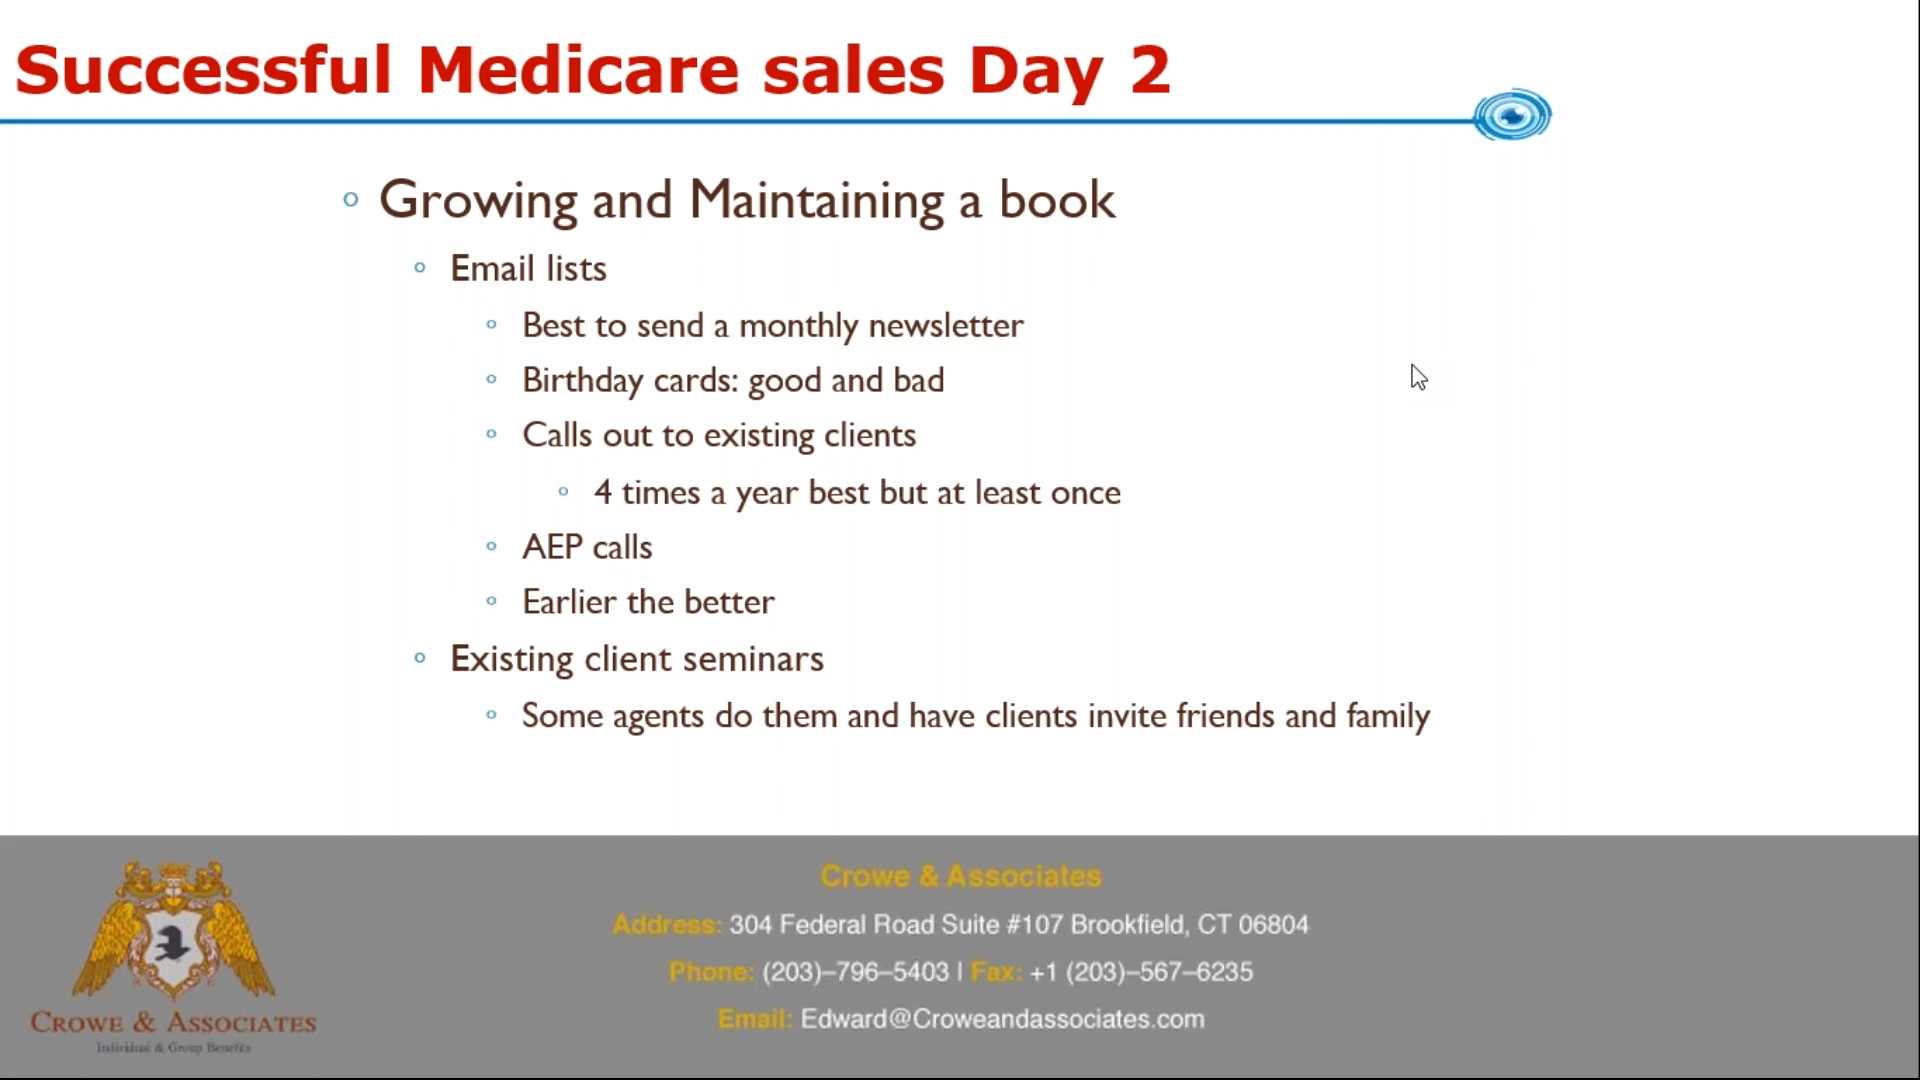 Successful Medicare sales Day 2
Growing and Maintaining a book
Email lists
Best to send a monthly newsletter
Birthday cards: good and bad
Calls out to existing clients
4 times a year best but at least once
AEP calls
Earlier the better
Existing client seminars
Some agents do them and have clients invite friends and family
Crowe & Associates
Address: 304 Federal Road Suite #107 Brookfield, CT 06804
Phone: (203)–796–5403 | Fax: +1 (203)–567–6235
Email: Edward@Croweandassociates.com
CROWE & ASSOCIATES
Individual & Group Benefits